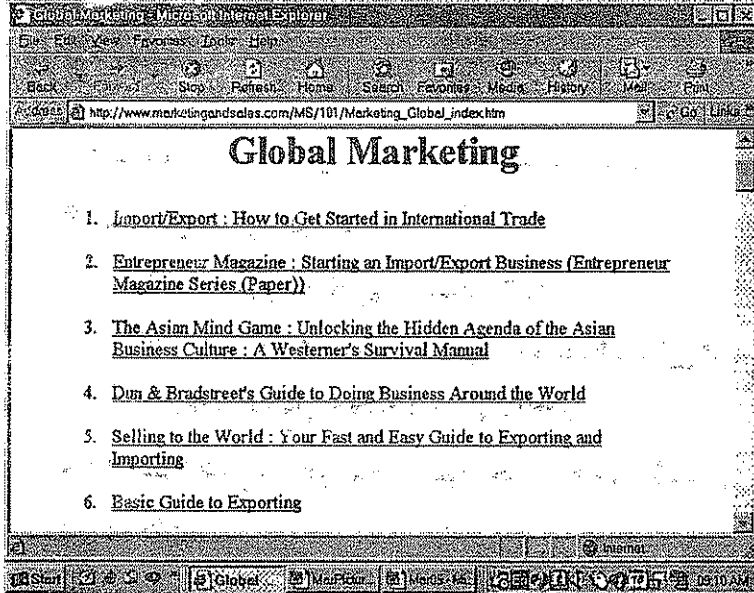 Global Marketing - Microsoft Internet Explorer
File Edit View Favorites Tools Help
Back Forward Stop Refresh Home Search Favorites Media History Mail Print
Address http://www.marketingandsales.com/MS/101/Marketing_Global_index.htm Go Links
Global Marketing
1. Import/Export : How to Get Started in International Trade
2. Entrepreneur Magazine : Starting an Import/Export Business (Entrepreneur
Magazine Series (Paper))
3. The Asian Mind Game : Unlocking the Hidden Agenda of the Asian
Business Culture : A Westerner's Survival Manual
4. Dun & Bradstreet's Guide to Doing Business Around the World
5. Selling to the World : Your Fast and Easy Guide to Exporting and
Importing
6. Basic Guide to Exporting
Internet
Start Global 09:10 AM